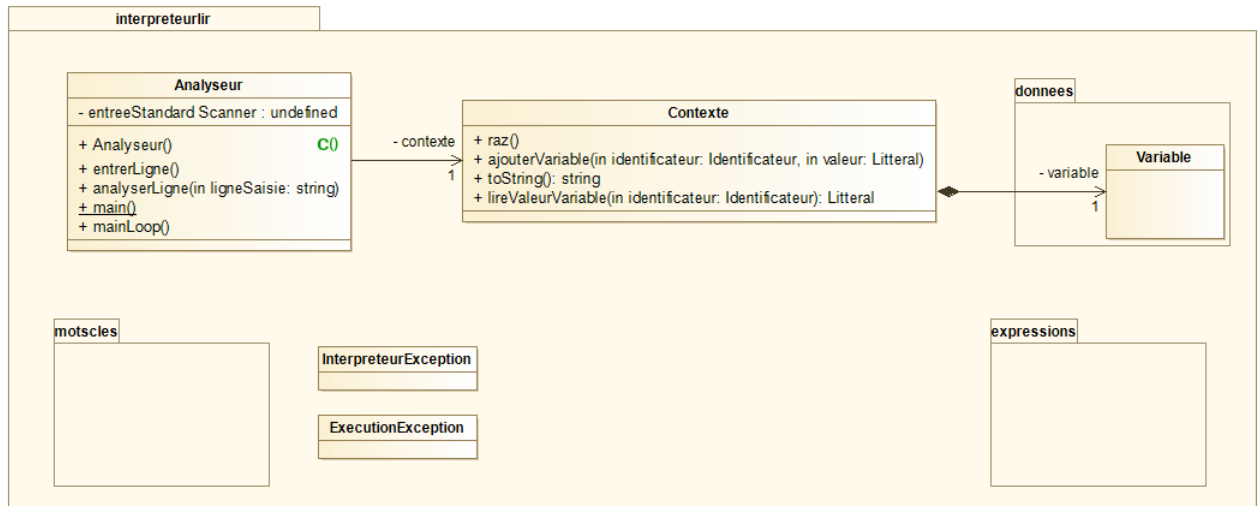 interpreteurlir
Analyseur
- entreeStandard Scanner : undefined
+ Analyseur() C()
+ entrerLigne()
+ analyserLigne(in ligneSaisie: string)
+ main()
+ mainLoop()
- contexte
1
Contexte
+ raz()
+ ajouterVariable(in identificateur: Identificateur, in valeur: Litteral)
+ toString(): string
+ lireValeurVariable(in identificateur: Identificateur): Litteral
donnees
- variable
1
Variable
motscles
InterpreteurException
ExecutionException
expressions